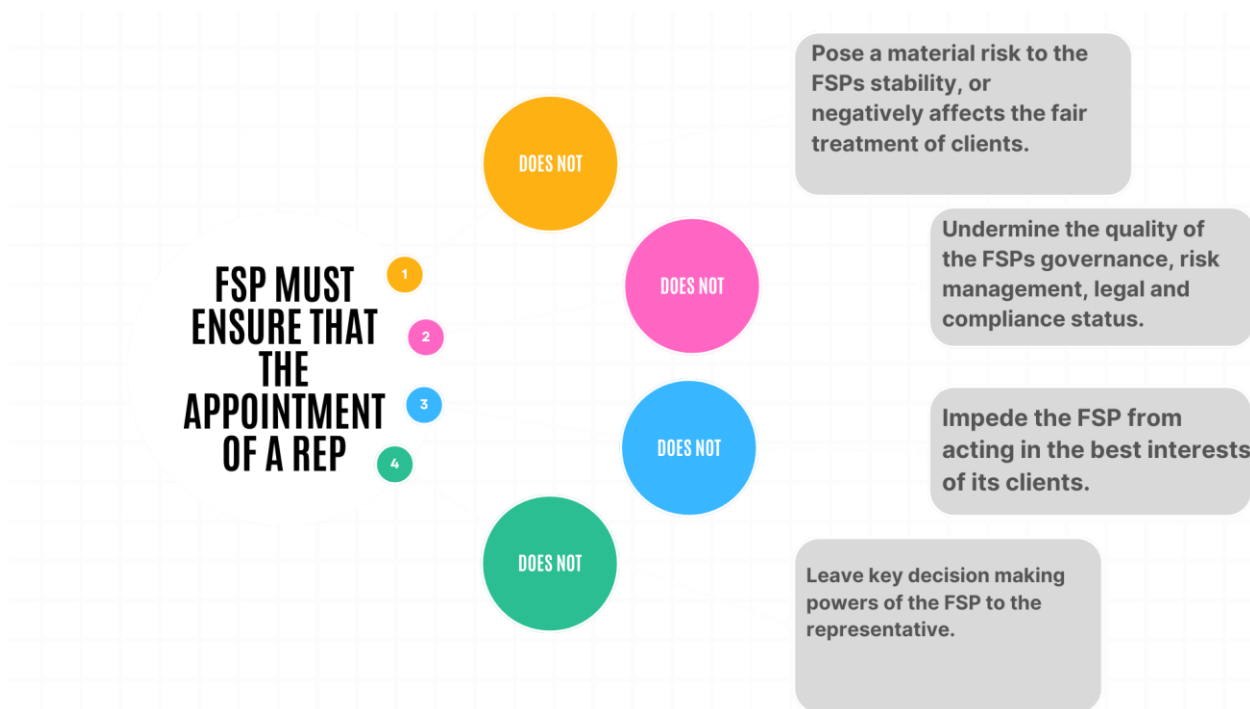 FSP MUST
ENSURE THAT
THE
APPOINTMENT
OF A REP
1
DOES NOT
Pose a material risk to the
FSPs stability, or
negatively affects the fair
treatment of clients.
2
DOES NOT
Undermine the quality of
the FSPs governance, risk
management, legal and
compliance status.
3
DOES NOT
Impede the FSP from
acting in the best interests
of its clients.
4
DOES NOT
Leave key decision making
powers of the FSP to the
representative.